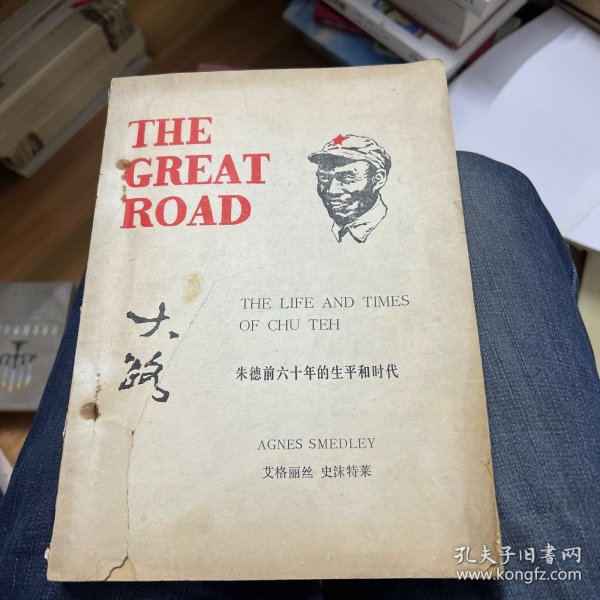 THE
GREAT
ROAD
大路
THE LIFE AND TIMES
OF CHU TEH
朱德前六十年的生平和时代
AGNES SMEDLEY
艾格丽丝 史沫特莱
孔夫子旧书网
www.kongfz.com